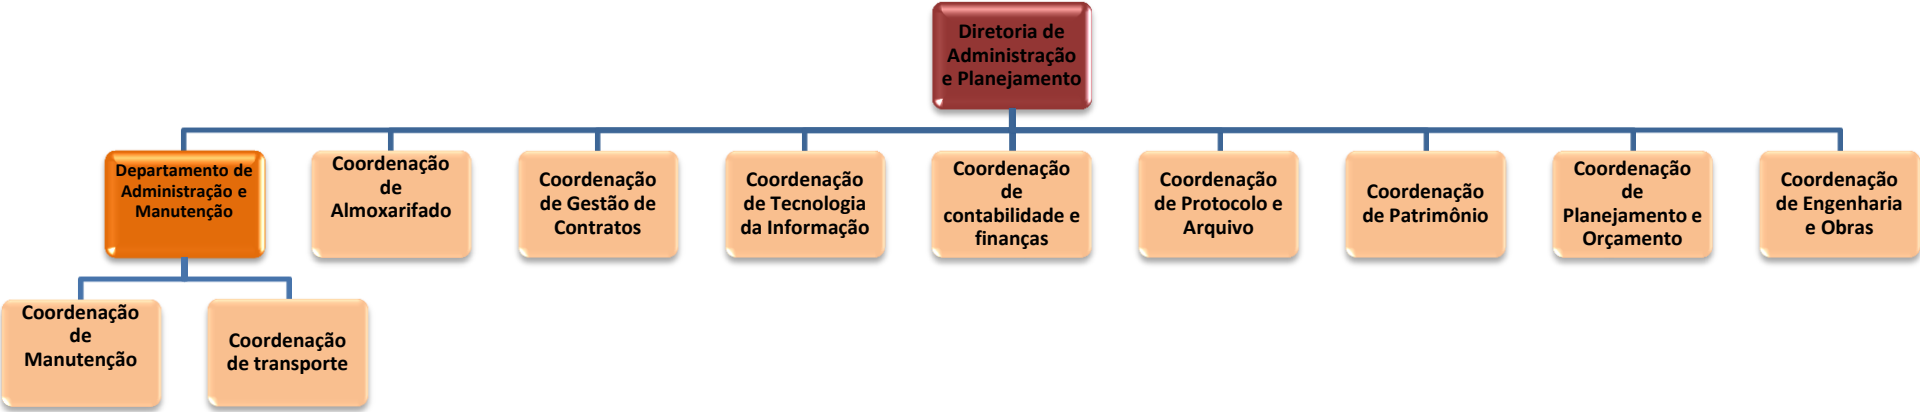 Diretoria de
Administração
e Planejamento
Departamento de
Administração e
Manutenção
Coordenação
de
Almoxarifado
Coordenação
de Gestão de
Contratos
Coordenação
de Tecnologia
da Informação
Coordenação
de
contabilidade e
finanças
Coordenação
de Protocolo e
Arquivo
Coordenação
de Patrimônio
Coordenação
de
Planejamento e
Orçamento
Coordenação
de Engenharia
e Obras
Coordenação
de
Manutenção
Coordenação
de transporte